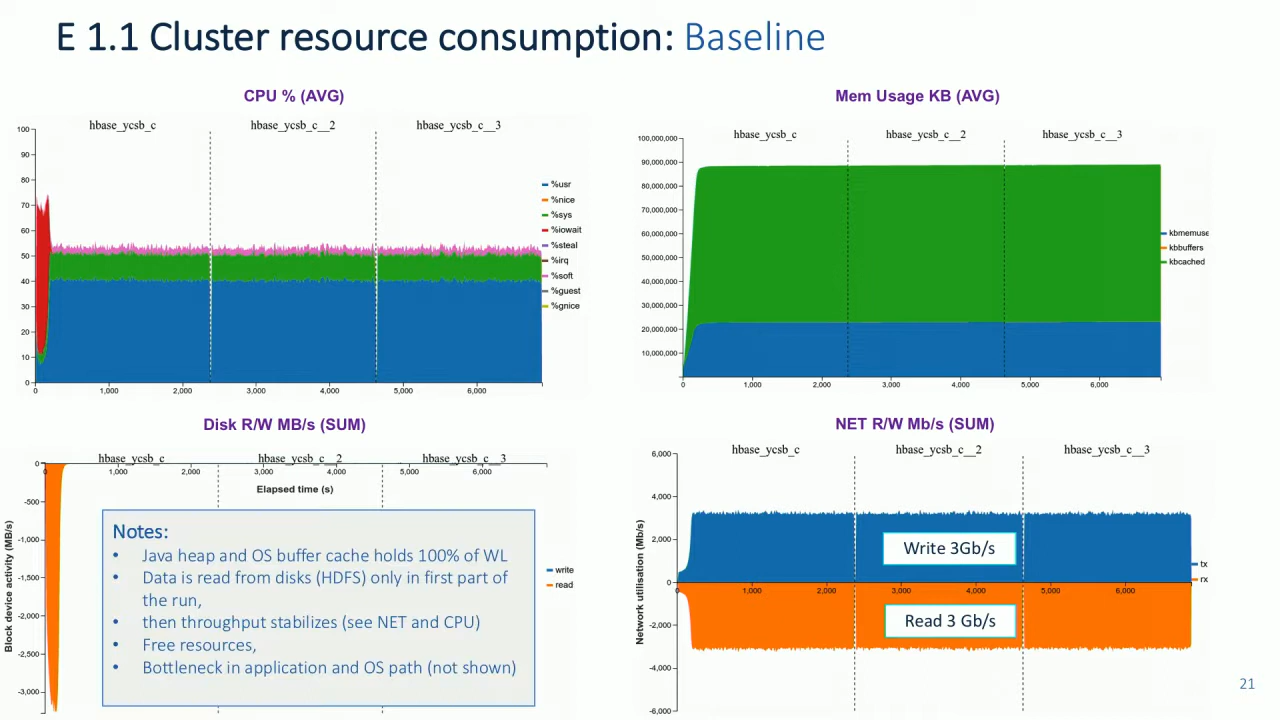 E 1.1 Cluster resource consumption: Baseline
CPU % (AVG)
hbase_ycsb_c
hbase_ycsb_c__2
hbase_ycsb_c__3
100
90
80
70
60
50
40
30
20
10
0
0
1,000
2,000
3,000
4,000
5,000
6,000
%usr
%nice
%sys
%iowait
%steal
%irq
%soft
%guest
%gnice
Mem Usage KB (AVG)
hbase_ycsb_c
hbase_ycsb_c__2
hbase_ycsb_c__3
100,000,000
90,000,000
80,000,000
70,000,000
60,000,000
50,000,000
40,000,000
30,000,000
20,000,000
10,000,000
0
1,000
2,000
3,000
4,000
5,000
6,000
kbmemuse
kbbuffers
kbcached
Disk R/W MB/s (SUM)
hbase_ycsb_c
hbase_ycsb_c__2
hbase_ycsb_c__3
0
0
1,000
2,000
3,000
4,000
5,000
6,000
Elapsed time (s)
-500
-1,000
-1,500
-2,000
-2,500
-3,000
Block device activity (MB/s)
write
read
Notes:
• Java heap and OS buffer cache holds 100% of WL
• Data is read from disks (HDFS) only in first part of
the run,
• then throughput stabilizes (see NET and CPU)
• Free resources,
• Bottleneck in application and OS path (not shown)
NET R/W Mb/s (SUM)
hbase_ycsb_c
hbase_ycsb_c__2
hbase_ycsb_c__3
6,000
4,000
2,000
0
-2,000
-4,000
-6,000
Network utilisation (Mb/s)
0
1,000
2,000
3,000
4,000
5,000
6,000
Write 3Gb/s
Read 3 Gb/s
tx
rx
21